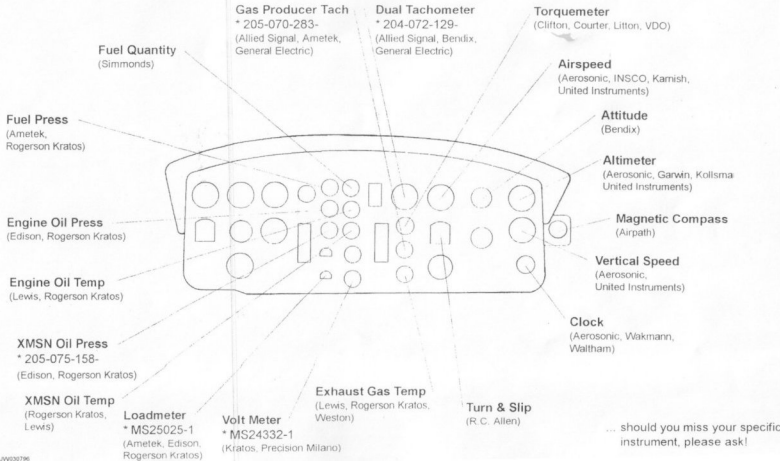 Gas Producer Tach
* 205-070-283-
(Allied Signal, Ametek,
General Electric)
Dual Tachometer
* 204-072-129-
(Allied Signal, Bendix,
General Electric)
Torquemeter
(Clifton, Courter, Litton, VDO)
Fuel Quantity
(Simmonds)
Airspeed
(Aerosonic, INSCO, Kamish,
United Instruments)
Fuel Press
(Ametek,
Rogerson Kratos)
Attitude
(Bendix)
Altimeter
(Aerosonic, Garwin, Kollsma
United Instruments)
Engine Oil Press
(Edison, Rogerson Kratos)
Magnetic Compass
(Airpath)
Vertical Speed
(Aerosonic,
United Instruments)
Engine Oil Temp
(Lewis, Rogerson Kratos)
Clock
(Aerosonic, Wakmann,
Waltham)
XMSN Oil Press
* 205-075-158-
(Edison, Rogerson Kratos)
XMSN Oil Temp
(Rogerson Kratos,
Lewis)
Loadmeter
* MS25025-1
(Ametek, Edison,
Rogerson Kratos)
Volt Meter
* MS24332-1
(Kratos, Precision Milano)
Exhaust Gas Temp
(Lewis, Rogerson Kratos,
Weston)
Turn & Slip
(R.C. Allen)
... should you miss your specific
instrument, please ask!